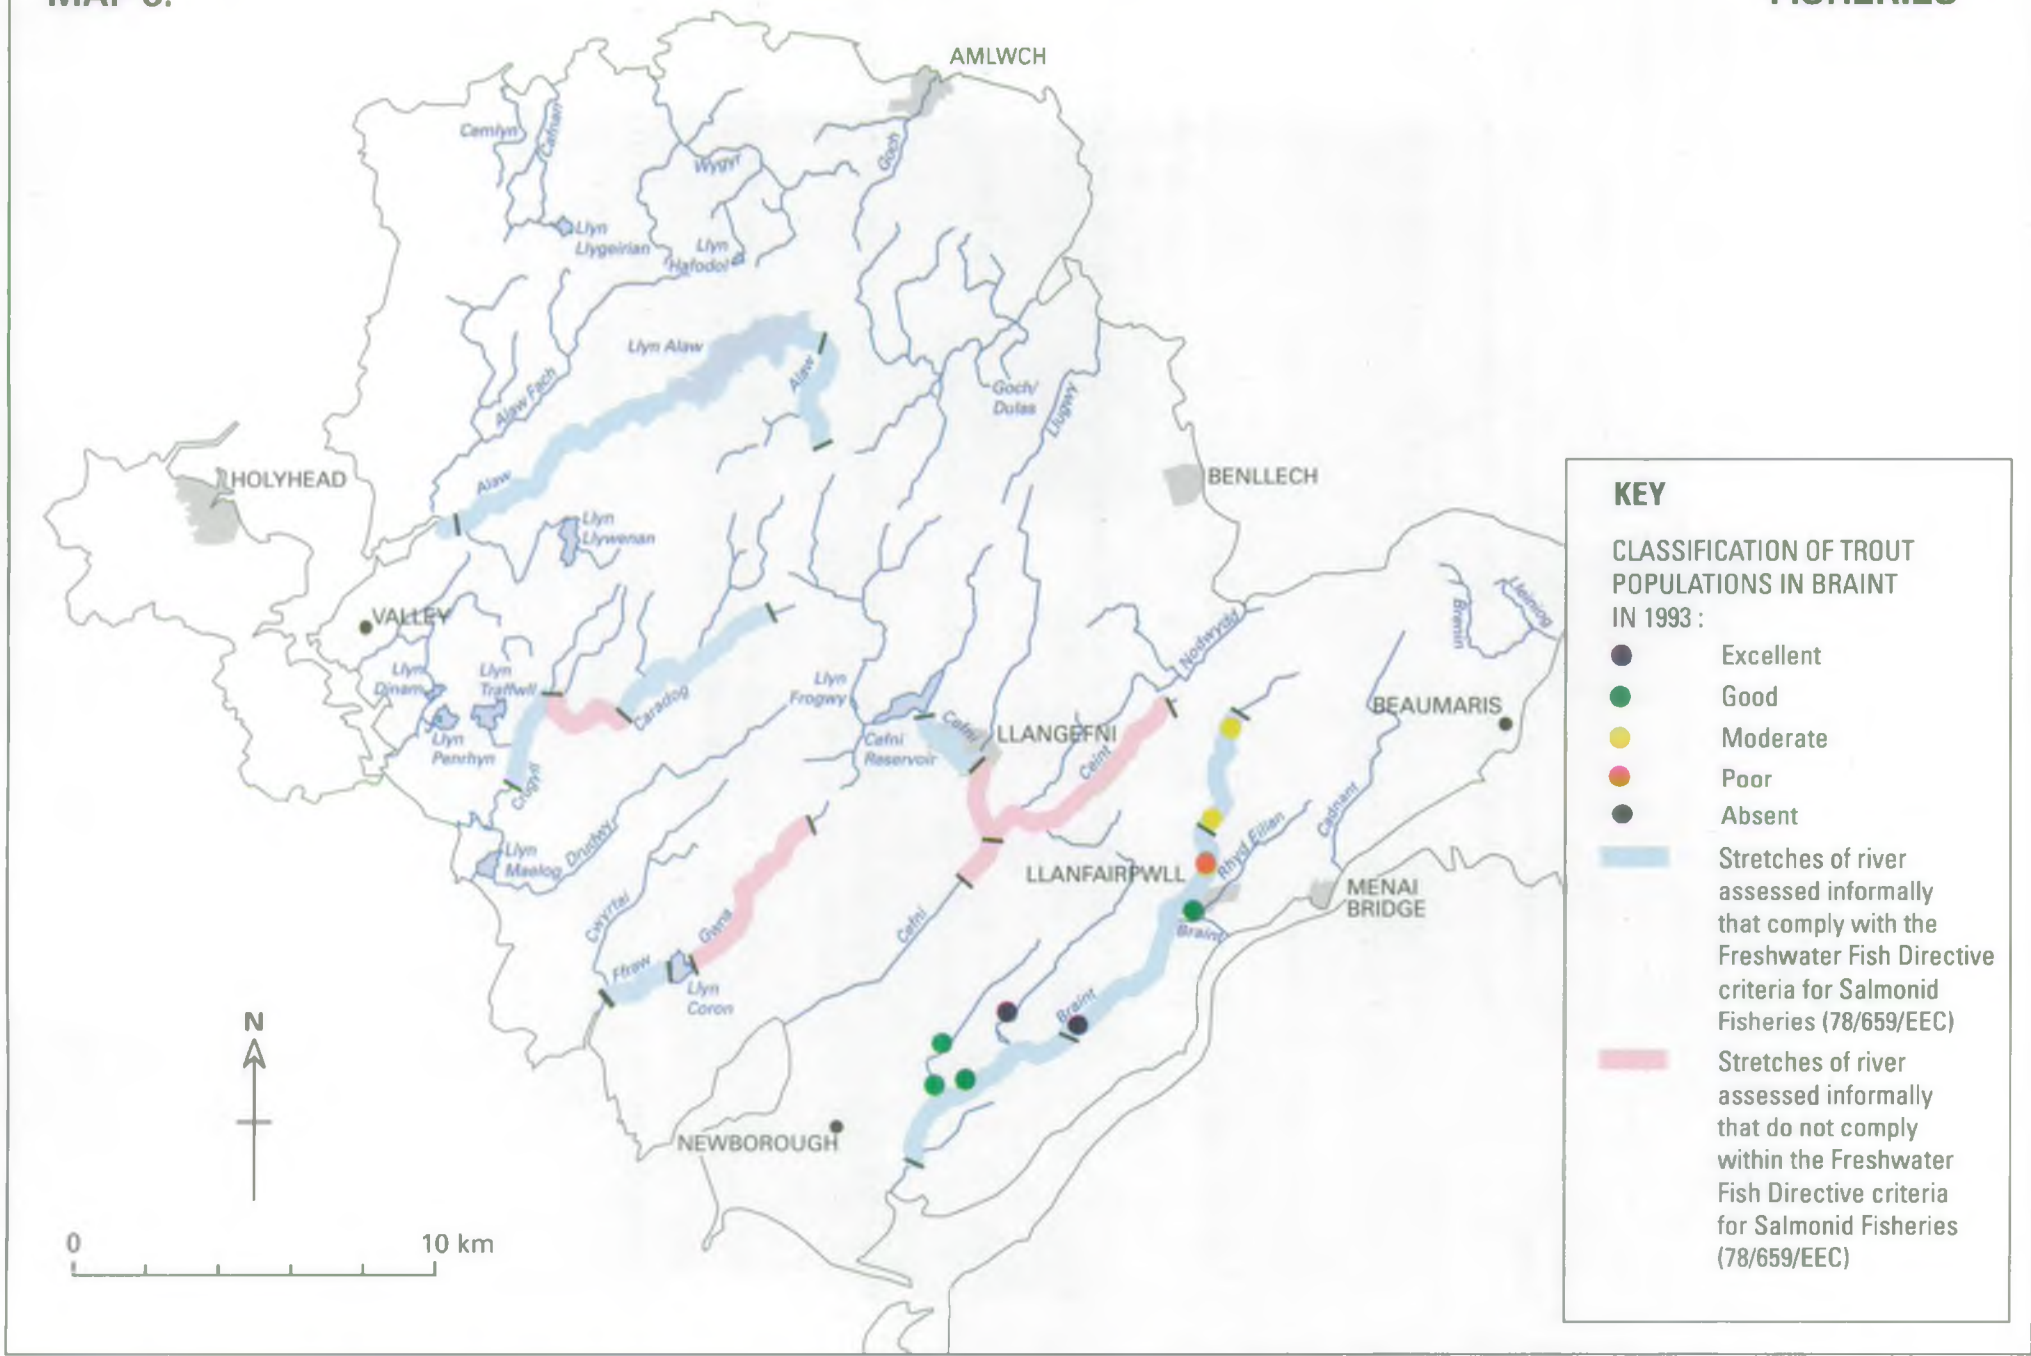 AMLWCH
Cemlyn
Cafnan
Goch
Wygyr
Llyn
Llygeirian
Llyn
Hafodol
Llyn Alaw
Alaw
Alaw Fach
Goch/
Dulas
Llugwy
HOLYHEAD
Alaw
BENLLECH
Llyn
Llywenan
VALLEY
Llyn
Dinam
Llyn
Traffwll
Caradog
Llyn
Frogwy
Nodwydd
Brenin
Lleiniog
BEAUMARIS
Llyn
Penrhyn
Crigyll
Cefni
Cefni
Reservoir
LLANGEFNI
Ceint
Llyn
Maelog
Drudwy
Cadnant
Rhyd Eilian
LLANFAIRPWLL
MENAI
BRIDGE
Cwyrtai
Gwna
Cefni
Braint
Ffraw
Llyn
Coron
Braint
N
NEWBOROUGH
0
10 km
KEY
CLASSIFICATION OF TROUT
POPULATIONS IN BRAINT
IN 1993 :
Excellent
Good
Moderate
Poor
Absent
Stretches of river
assessed informally
that comply with the
Freshwater Fish Directive
criteria for Salmonid
Fisheries (78/659/EEC)
Stretches of river
assessed informally
that do not comply
within the Freshwater
Fish Directive criteria
for Salmonid Fisheries
(78/659/EEC)